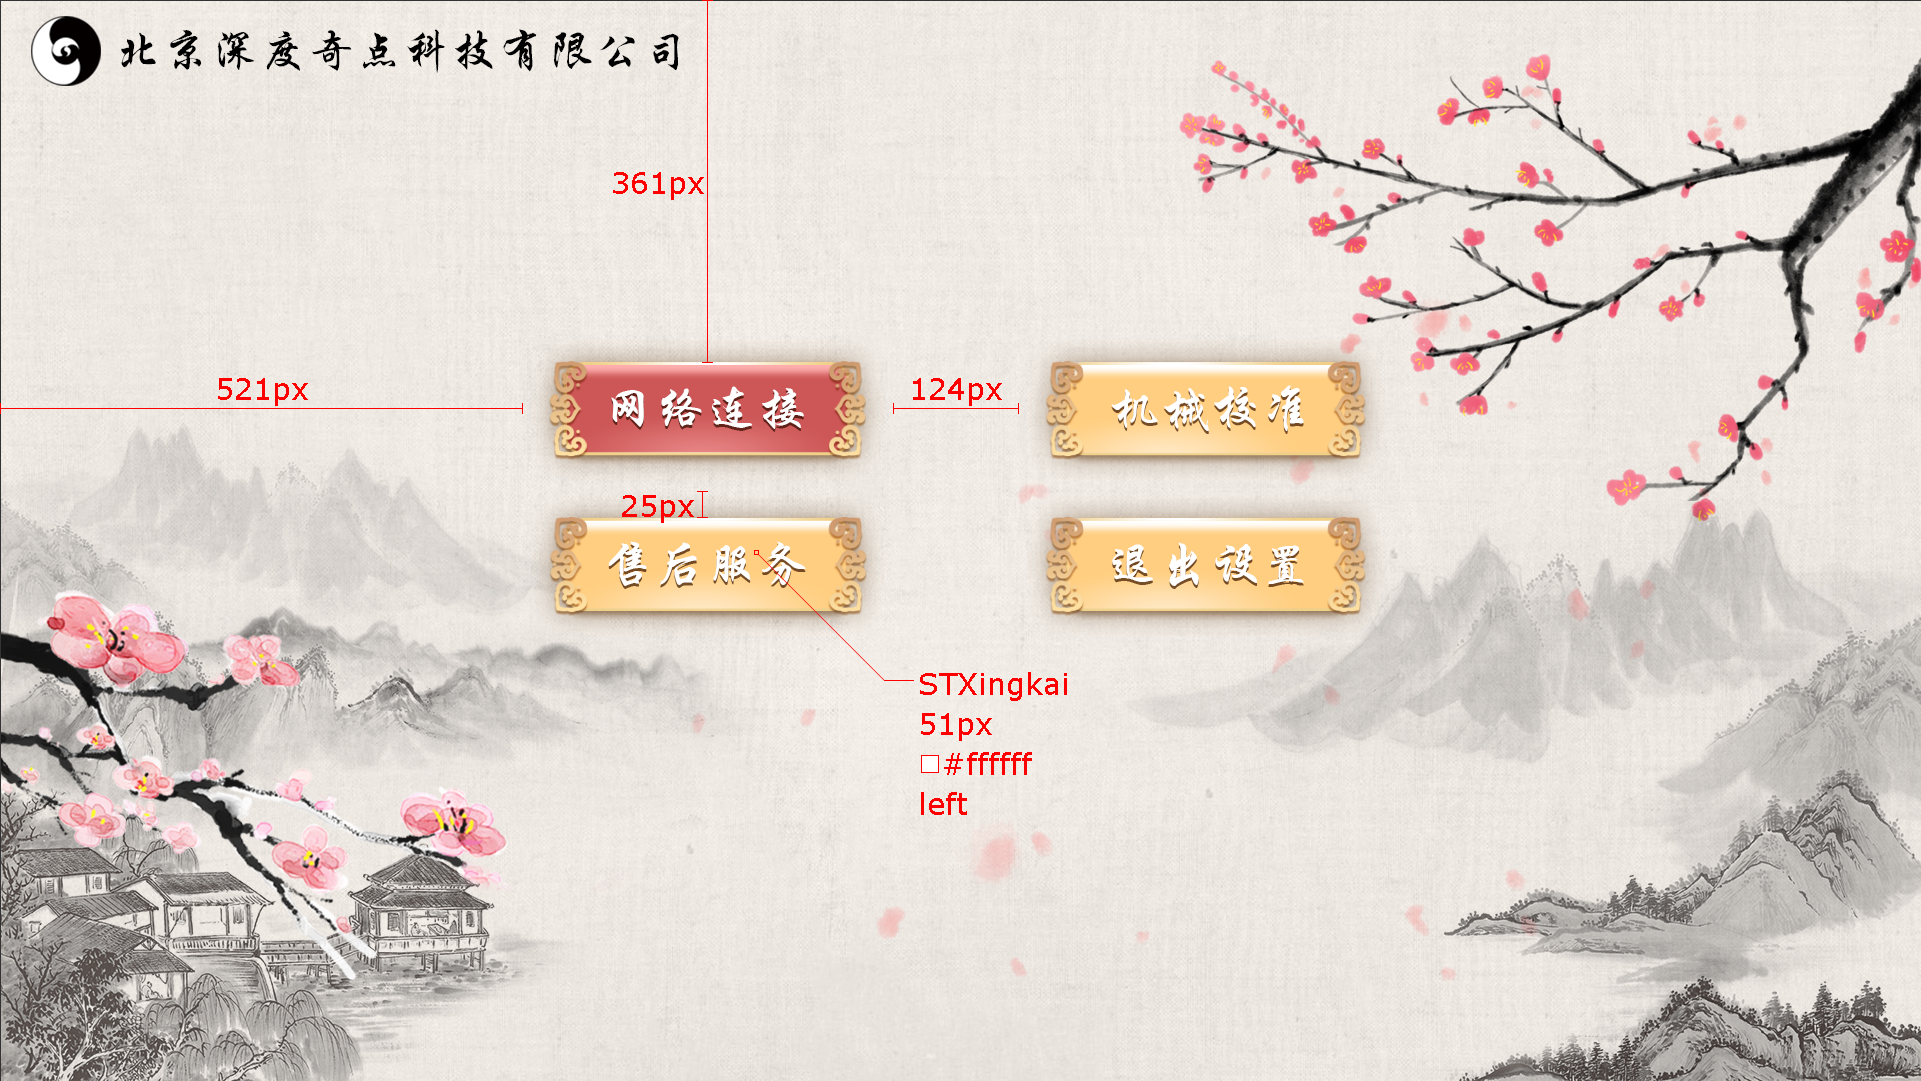 北京深度奇点科技有限公司
361px
521px
124px
网络连接
机械校准
25px
售后服务
退出设置
STXingkai
51px
#ffffff
left